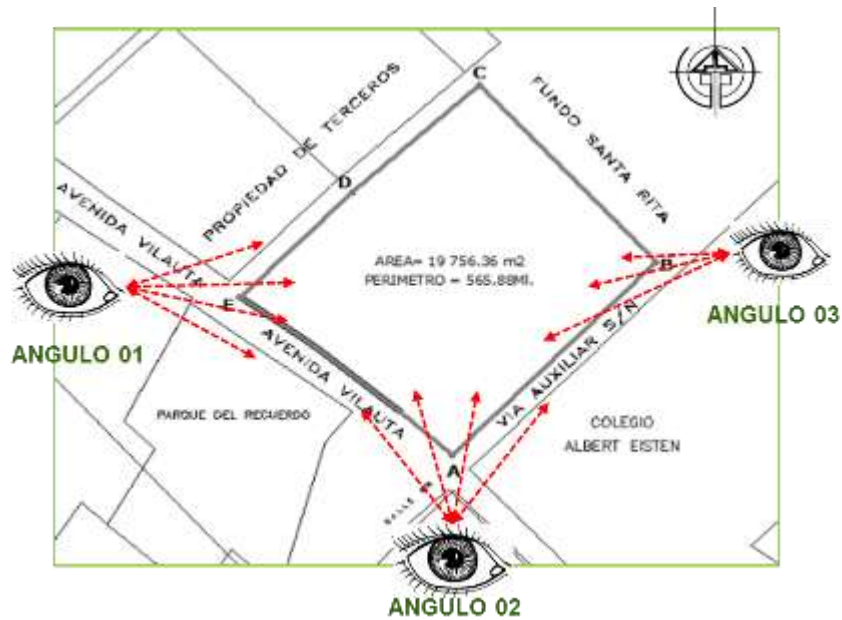 C
FUNDO SANTA RITA
PROPIEDAD DE TERCEROS
D
AVENIDA VILAUTA
AREA= 19 756.36 m2
PERIMETRO = 565.88Ml.
B
E
ANGULO 01
ANGULO 03
AVENIDA VILAUTA
VIA AUXILIAR S/N
PARQUE DEL RECUERDO
COLEGIO
ALBERT EISTEN
A
ANGULO 02